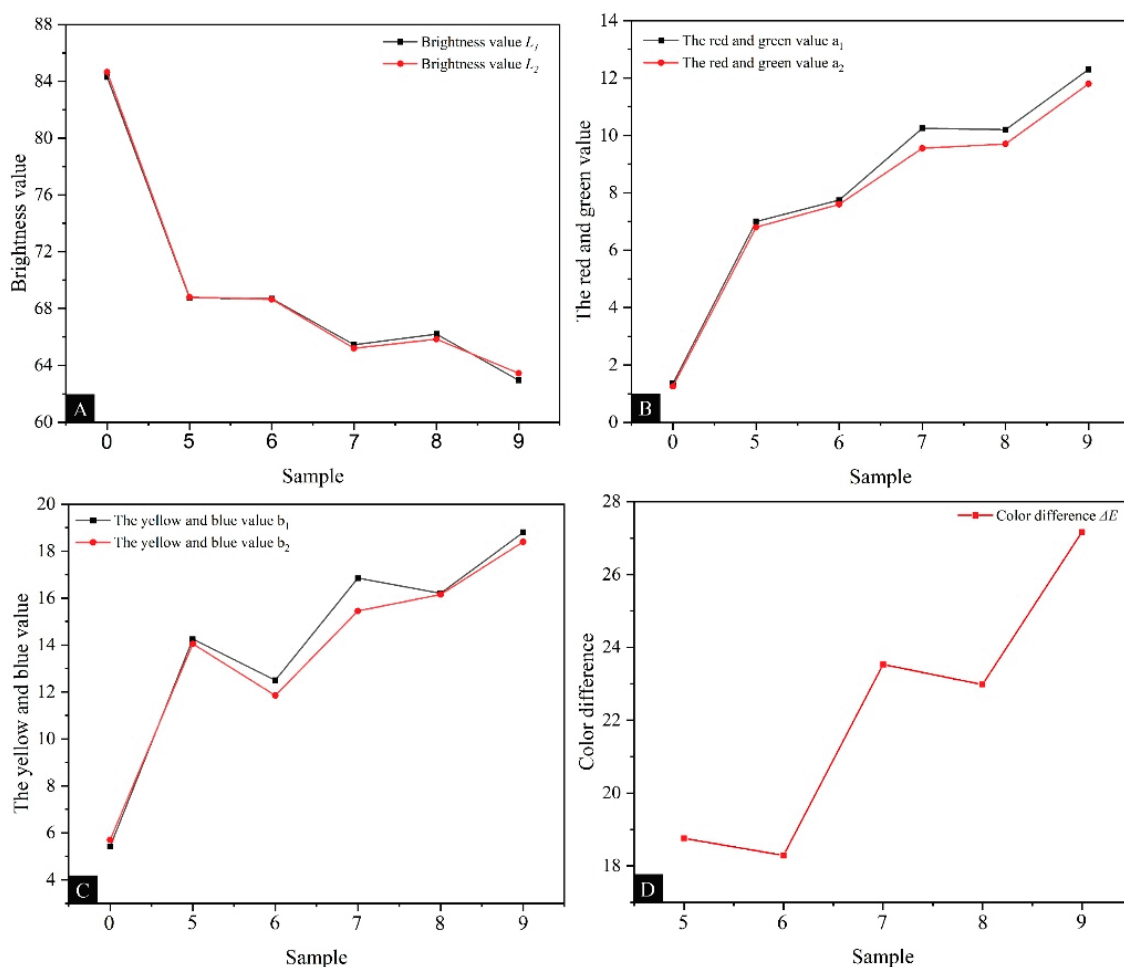 88
84
80
76
72
68
64
60
Brightness value
Brightness value L1
Brightness value L2
A
0 5 6 7 8 9
Sample
14
12
10
8
6
4
2
0
The red and green value
The red and green value a1
The red and green value a2
B
0 5 6 7 8 9
Sample
20
18
16
14
12
10
8
6
4
The yellow and blue value
The yellow and blue value b1
The yellow and blue value b2
C
0 5 6 7 8 9
Sample
28
26
24
22
20
18
Color difference
Color difference ΔE
D
5 6 7 8 9
Sample